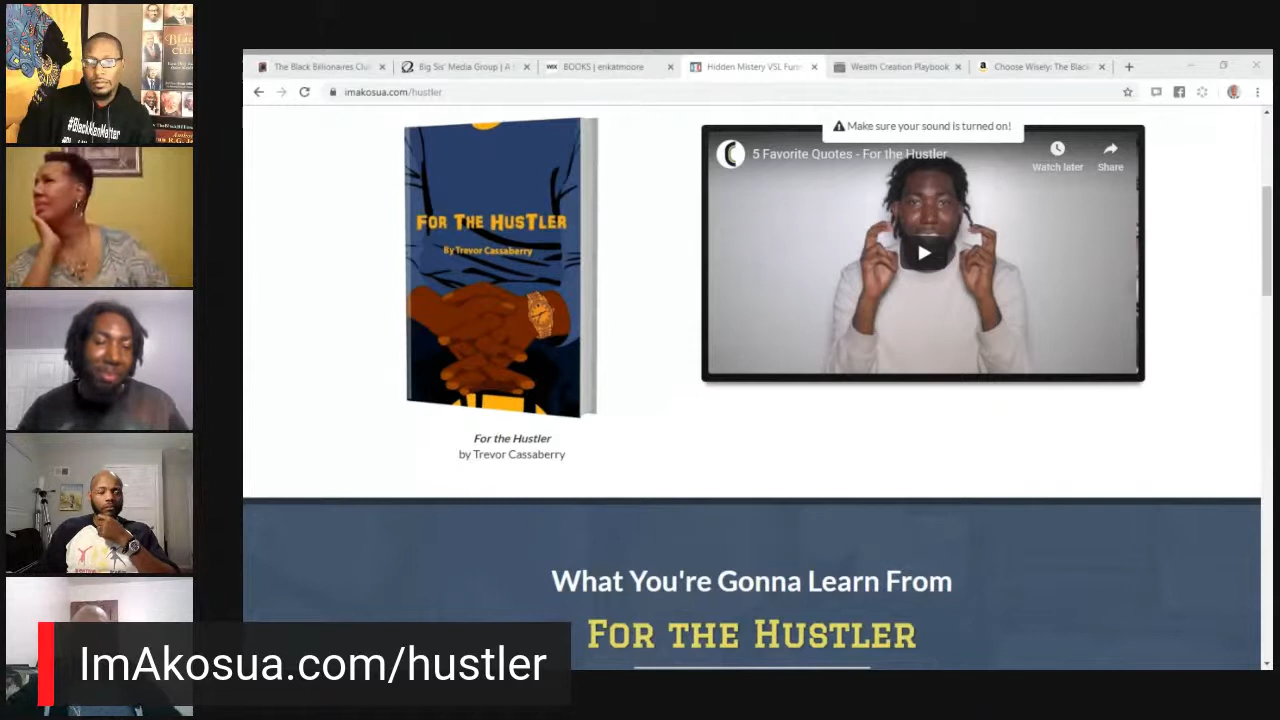 The Black Billionaires Clu
Big Sis' Media Group | A
BOOKS | enkatmoore
Hidden Mistery VSL Funn
Wealth Creation Playbook
Choose Wisely: The Black
imakosua.com/hustler
Make sure your sound is turned on!
5 Favorite Quotes - For the Hustler
Watch later
Share
For The Hustler
By Trevor Cassaberry
For the Hustler
by Trevor Cassaberry
What You're Gonna Learn From
For the Hustler
#BlackMenMatter
ImAkosua.com/hustler